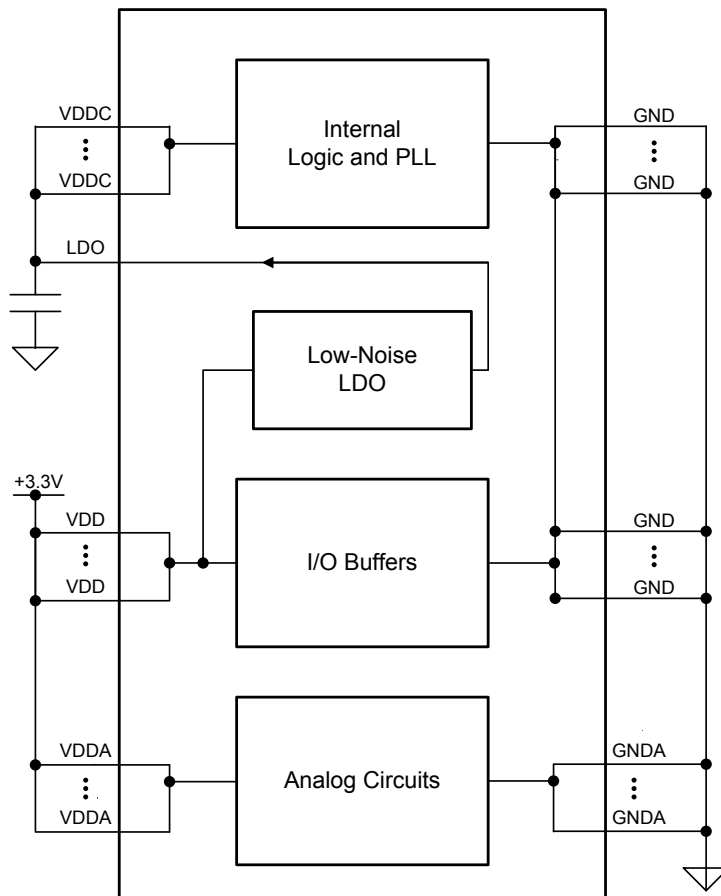 VDDC
VDDC
LDO
Internal
Logic and PLL
GND
GND
Low-Noise
LDO
+3.3V
VDD
VDD
I/O Buffers
GND
GND
VDDA
VDDA
Analog Circuits
GNDA
GNDA